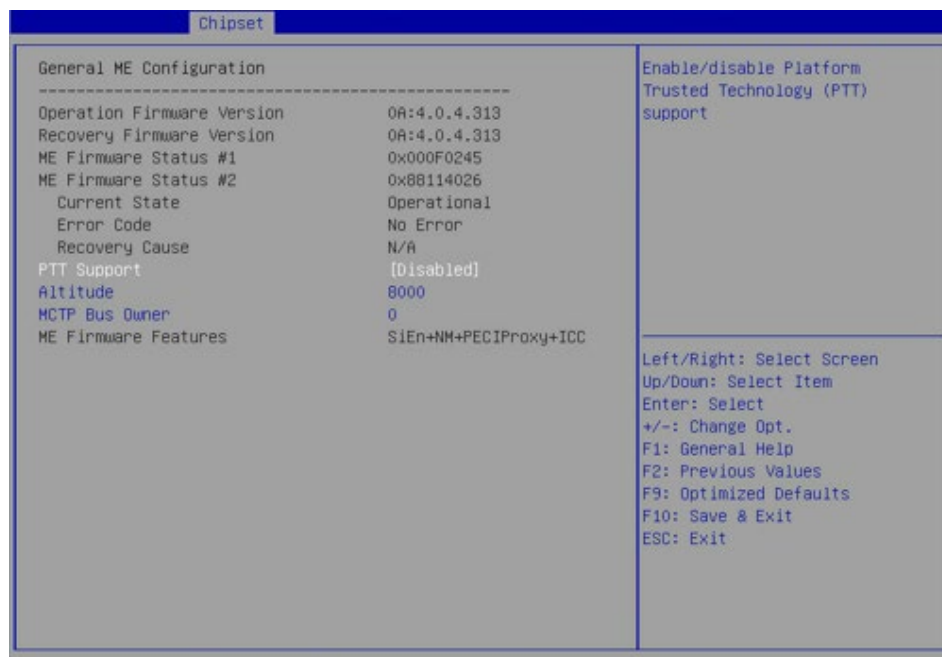 Chipset
General ME Configuration
--------------------------------------------------
Operation Firmware Version 0A:4.0.4.313
Recovery Firmware Version 0A:4.0.4.313
ME Firmware Status #1 0x000F0245
ME Firmware Status #2 0x88114026
Current State Operational
Error Code No Error
Recovery Cause N/A
PTT Support [Disabled]
Altitude 8000
MCTP Bus Owner 0
ME Firmware Features SiEn+NM+PECIProxy+ICC
Enable/disable Platform
Trusted Technology (PTT)
support
Left/Right: Select Screen
Up/Down: Select Item
Enter: Select
+/-: Change Opt.
F1: General Help
F2: Previous Values
F9: Optimized Defaults
F10: Save & Exit
ESC: Exit